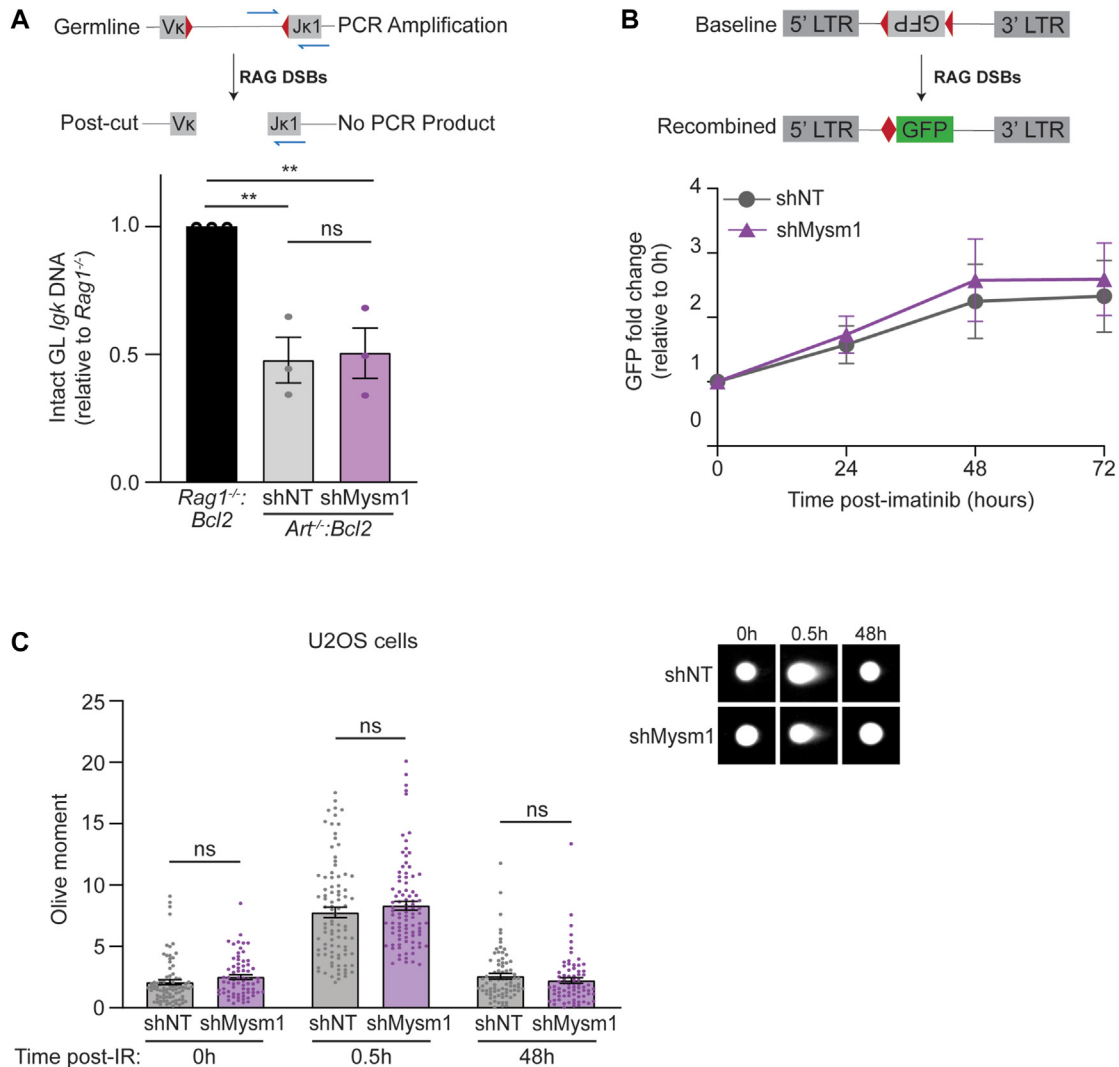 A
Germline Vκ Jκ1 PCR Amplification
RAG DSBs
Post-cut Vκ Jκ1 No PCR Product
**
**
ns
Intact GL Igk DNA
(relative to Rag1-/-)
1.0
0.5
0.0
Rag1-/-:
Bcl2
shNT shMysm1
Art-/-:Bcl2
B
Baseline 5' LTR GFP 3' LTR
RAG DSBs
Recombined 5' LTR GFP 3' LTR
shNT
shMysm1
GFP fold change
(relative to 0h)
4
3
2
1
0
0 24 48 72
Time post-imatinib (hours)
C
U2OS cells
Olive moment
25
20
15
10
5
0
ns
ns
ns
shNT shMysm1 shNT shMysm1 shNT shMysm1
Time post-IR: 0h 0.5h 48h
0h 0.5h 48h
shNT
shMysm1